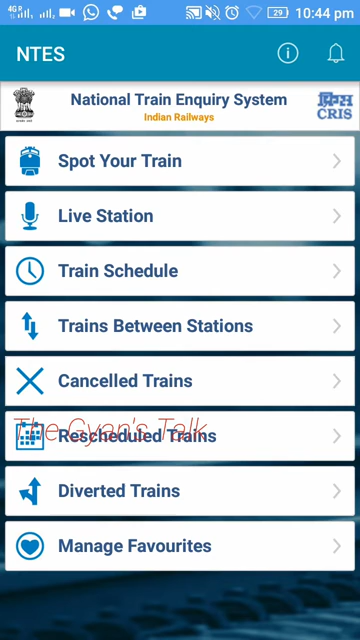 4G
29
10:44 pm
NTES
National Train Enquiry System
Indian Railways
क्रिस
CRIS
Spot Your Train
Live Station
Train Schedule
Trains Between Stations
Cancelled Trains
The Gyan's Talk
Rescheduled Trains
Diverted Trains
Manage Favourites